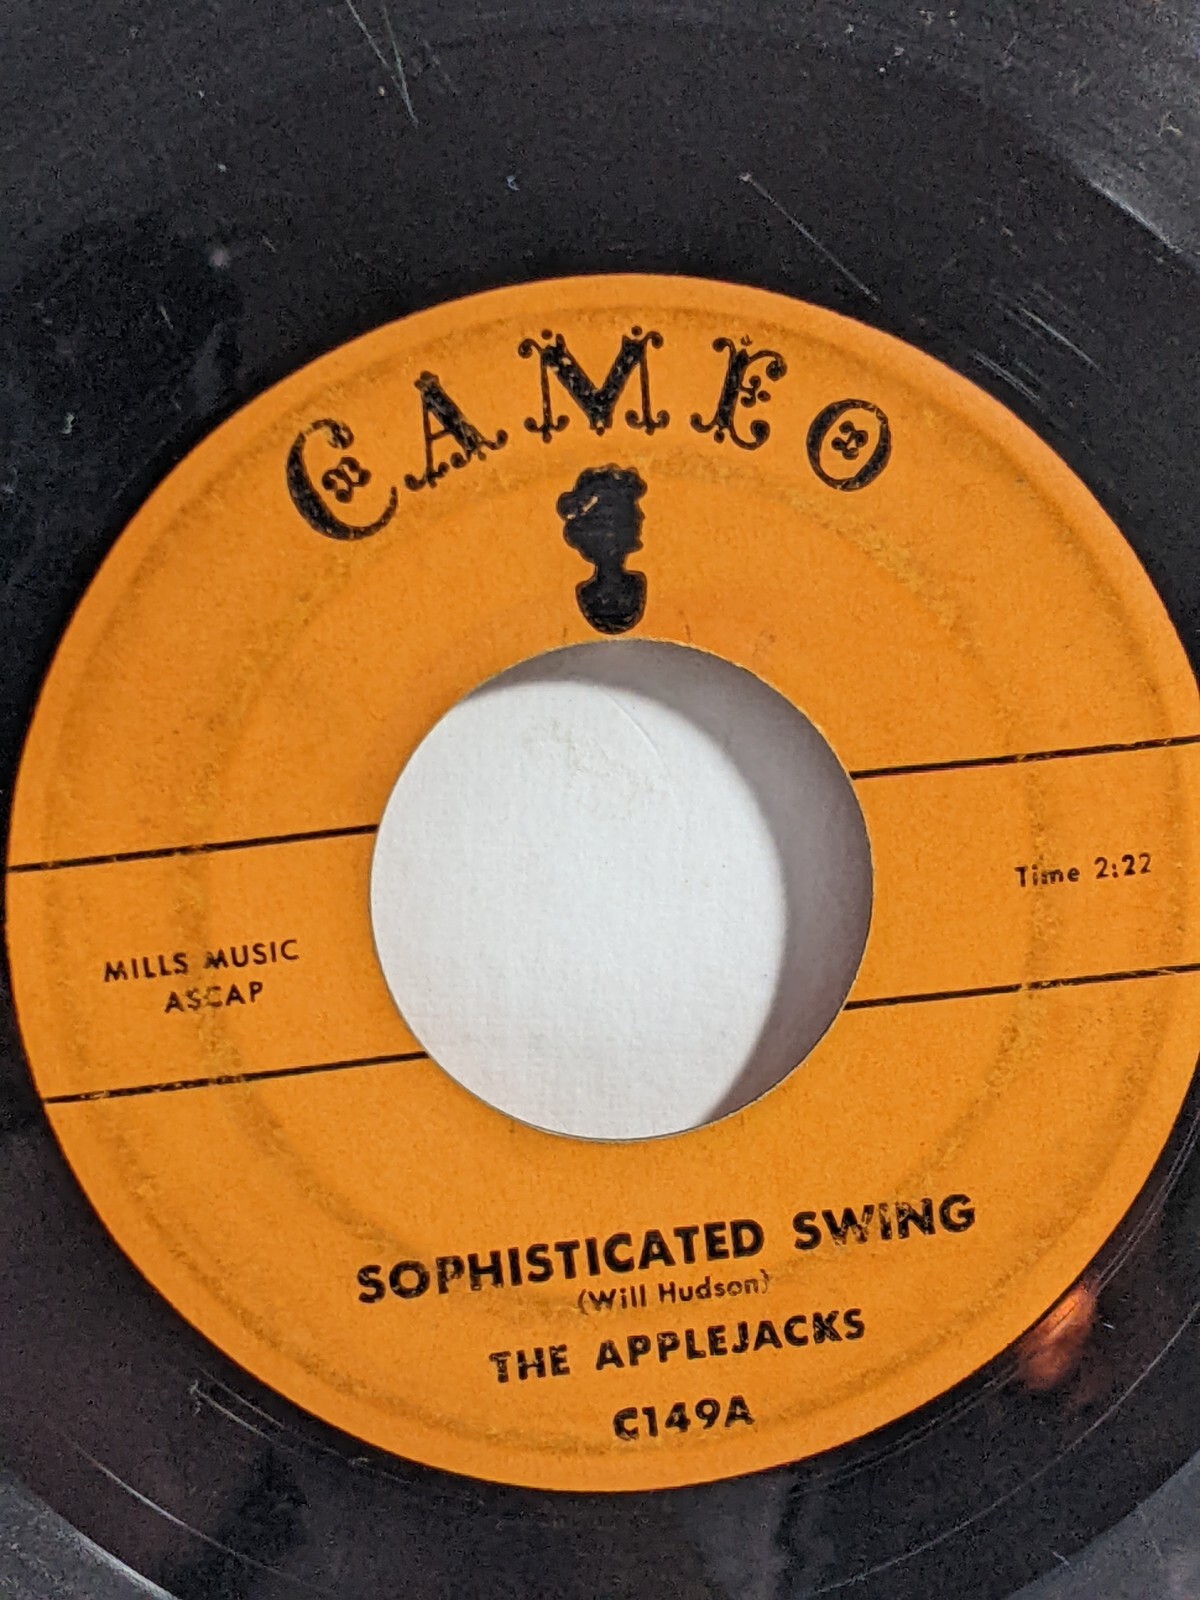 CAMEO
Time 2:22
MILLS MUSIC
ASCAP
SOPHISTICATED SWING
(Will Hudson)
THE APPLEJACKS
C149A